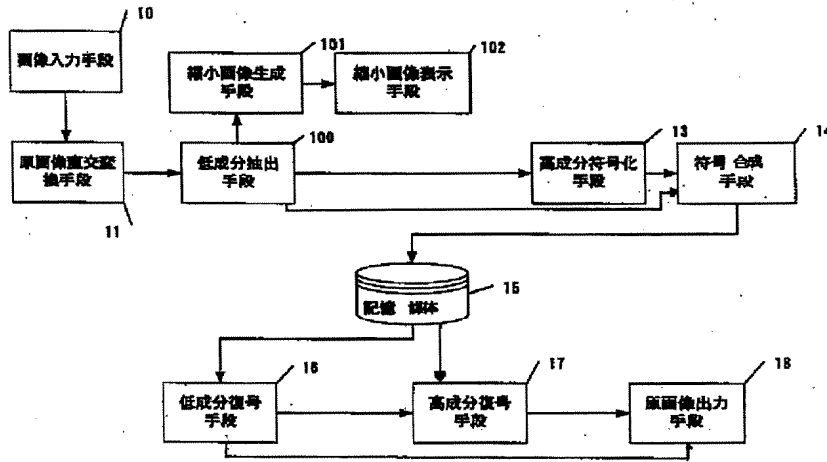 10
画像入力手段
101
縮小画像生成
手段
102
縮小画像表示
手段
原画像直交変
換手段
11
100
低成分抽出
手段
13
高成分符号化
手段
14
符号 合成
手段
15
記憶 媒体
16
低成分復号
手段
17
高成分復号
手段
18
原画像出力
手段